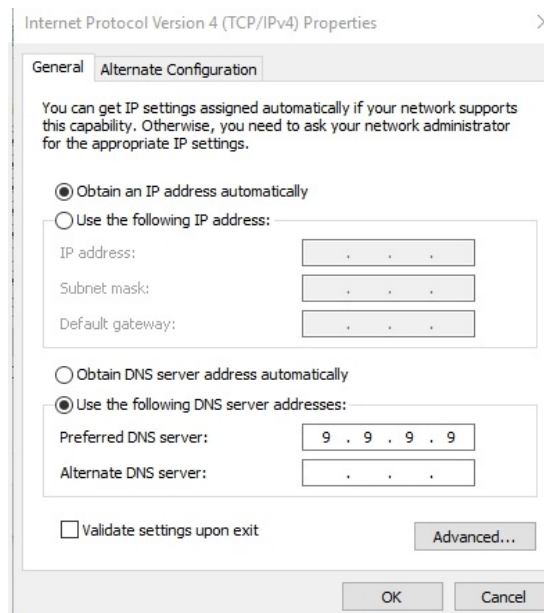 Internet Protocol Version 4 (TCP/IPv4) Properties
General
Alternate Configuration
You can get IP settings assigned automatically if your network supports
this capability. Otherwise, you need to ask your network administrator
for the appropriate IP settings.
Obtain an IP address automatically
Use the following IP address:
IP address:
. . .
Subnet mask:
. . .
Default gateway:
. . .
Obtain DNS server address automatically
Use the following DNS server addresses:
Preferred DNS server:
9 . 9 . 9 . 9
Alternate DNS server:
. . .
Validate settings upon exit
Advanced...
OK
Cancel